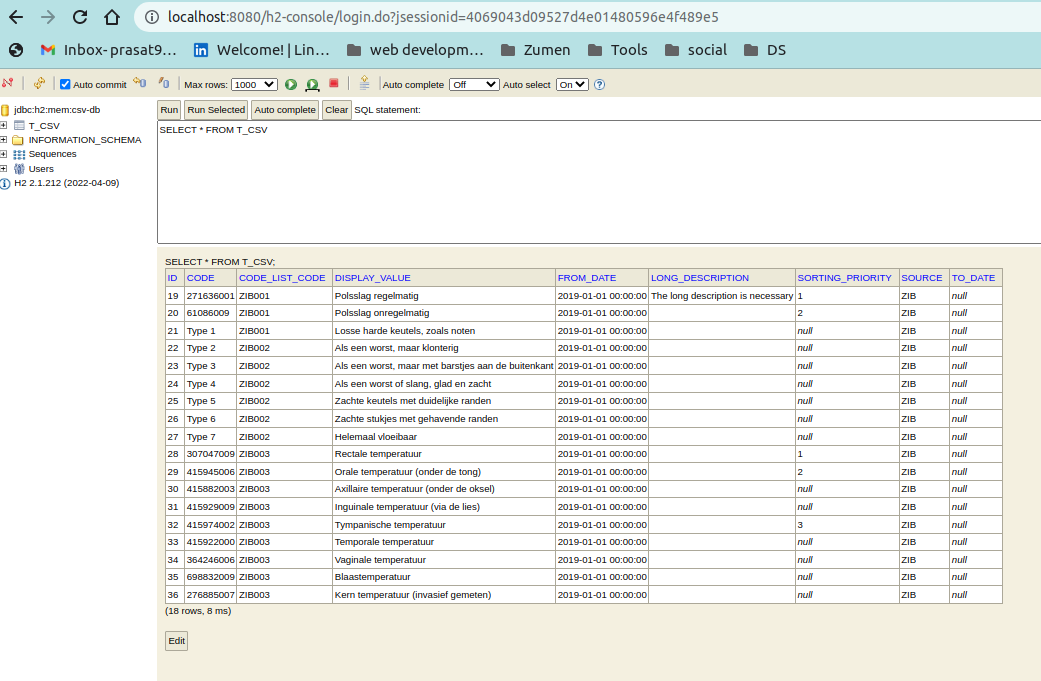 localhost:8080/h2-console/login.do?jsessionid=4069043d09527d4e01480596e4f489e5
Inbox- prasat9... Welcome! | Lin... web developm... Zumen Tools social DS
Auto commit Max rows: 1000 Auto complete Off Auto select On
jdbc:h2:mem:csv-db
T_CSV
INFORMATION_SCHEMA
Sequences
Users
H2 2.1.212 (2022-04-09)
Run Run Selected Auto complete Clear SQL statement:
SELECT * FROM T_CSV
SELECT * FROM T_CSV;
ID CODE CODE_LIST_CODE DISPLAY_VALUE FROM_DATE LONG_DESCRIPTION SORTING_PRIORITY SOURCE TO_DATE
19 271636001 ZIB001 Polsslag regelmatig 2019-01-01 00:00:00 The long description is necessary 1 ZIB null
20 61086009 ZIB001 Polsslag onregelmatig 2019-01-01 00:00:00 2 ZIB null
21 Type 1 ZIB001 Losse harde keutels, zoals noten 2019-01-01 00:00:00 null ZIB null
22 Type 2 ZIB002 Als een worst, maar klonterig 2019-01-01 00:00:00 null ZIB null
23 Type 3 ZIB002 Als een worst, maar met barstjes aan de buitenkant 2019-01-01 00:00:00 null ZIB null
24 Type 4 ZIB002 Als een worst of slang, glad en zacht 2019-01-01 00:00:00 null ZIB null
25 Type 5 ZIB002 Zachte keutels met duidelijke randen 2019-01-01 00:00:00 null ZIB null
26 Type 6 ZIB002 Zachte stukjes met gehavende randen 2019-01-01 00:00:00 null ZIB null
27 Type 7 ZIB002 Helemaal vloeibaar 2019-01-01 00:00:00 null ZIB null
28 307047009 ZIB003 Rectale temperatuur 2019-01-01 00:00:00 1 ZIB null
29 415945006 ZIB003 Orale temperatuur (onder de tong) 2019-01-01 00:00:00 2 ZIB null
30 415882003 ZIB003 Axillaire temperatuur (onder de oksel) 2019-01-01 00:00:00 null ZIB null
31 415929009 ZIB003 Inguinale temperatuur (via de lies) 2019-01-01 00:00:00 null ZIB null
32 415974002 ZIB003 Tympanische temperatuur 2019-01-01 00:00:00 3 ZIB null
33 415922000 ZIB003 Temporale temperatuur 2019-01-01 00:00:00 null ZIB null
34 364246006 ZIB003 Vaginale temperatuur 2019-01-01 00:00:00 null ZIB null
35 698832009 ZIB003 Blaastemperatuur 2019-01-01 00:00:00 null ZIB null
36 276885007 ZIB003 Kern temperatuur (invasief gemeten) 2019-01-01 00:00:00 null ZIB null
(18 rows, 8 ms)
Edit